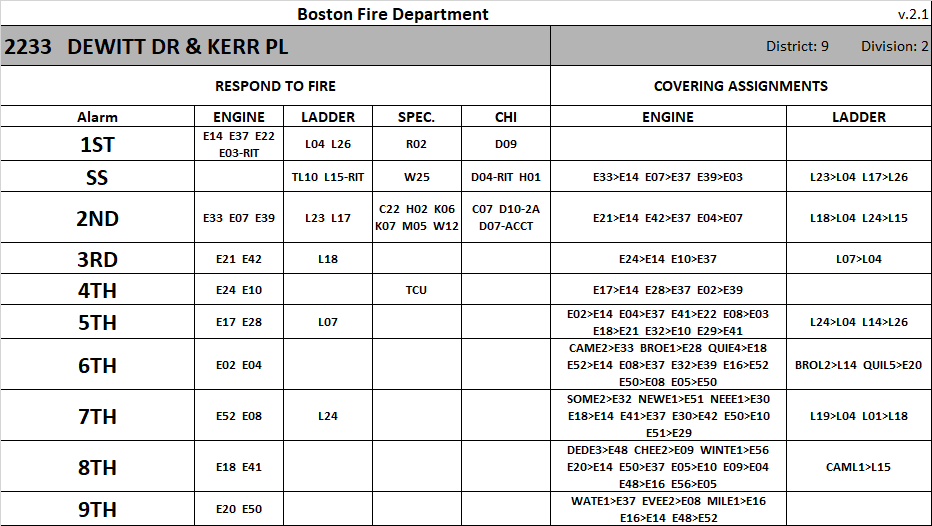 Boston Fire Department v.2.1
2233 DEWITT DR & KERR PL District: 9 Division: 2
RESPOND TO FIRE COVERING ASSIGNMENTS
Alarm ENGINE LADDER SPEC. CHI ENGINE LADDER
1ST E14 E37 E22 L04 L26 R02 D09
E03-RIT
SS TL10 L15-RIT W25 D04-RIT H01 E33>E14 E07>E37 E39>E03 L23>L04 L17>L26
2ND E33 E07 E39 L23 L17 C22 H02 K06 C07 D10-2A E21>E14 E42>E37 E04>E07 L18>L04 L24>L15
K07 M05 W12 D07-ACCT
3RD E21 E42 L18 E24>E14 E10>E37 L07>L04
4TH E24 E10 TCU E17>E14 E28>E37 E02>E39
5TH E17 E28 L07 E02>E14 E04>E37 E41>E22 E08>E03 L24>L04 L14>L26
E18>E21 E32>E10 E29>E41
6TH E02 E04 CAME2>E33 BROE1>E28 QUIE4>E18 BROL2>L14 QUIL5>E20
E52>E14 E08>E37 E32>E39 E16>E52
E50>E08 E05>E50
7TH E52 E08 L24 SOME2>E32 NEWE1>E51 NEEE1>E30 L19>L04 L01>L18
E18>E14 E41>E37 E30>E42 E50>E10
E51>E29
8TH E18 E41 DEDE3>E48 CHEE2>E09 WINTE1>E56 CAML1>L15
E20>E14 E50>E37 E05>E10 E09>E04
E48>E16 E56>E05
9TH E20 E50 WATE1>E37 EVEE2>E08 MILE1>E16
E16>E14 E48>E52